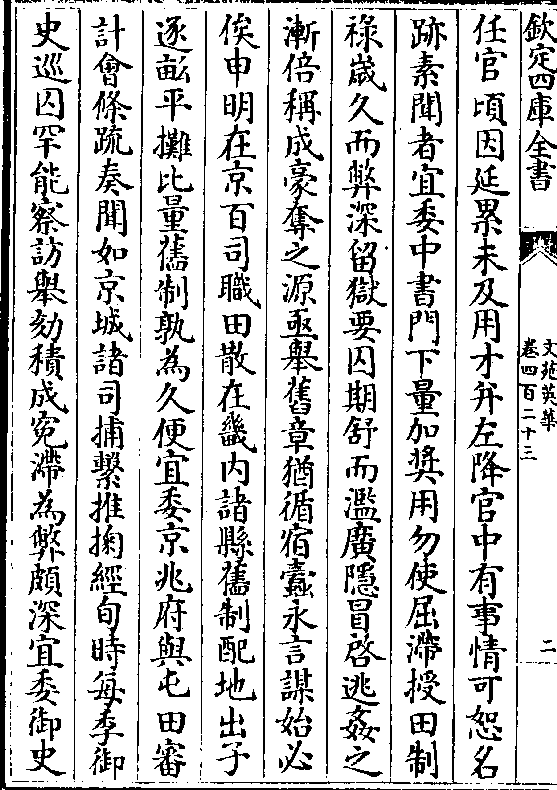 欽定四庫全書
文苑英華
卷四百二十三
二
任官頃因延累未及用才并左降官中有事情可恕名
跡素聞者宜委中書門下量加奨用勿使屈滯授田制
祿歲久而弊深留獄要囚期舒而濫廣隱冒啓逃姦之
漸倍稱成豪奪之源亟舉舊章猶循宿蠹永言謀始必
俟申明在京百司職田散在畿內諸縣舊制配地出子
逐畝平攤比量舊制孰為久便宜委京兆府與屯田審
計會條疏奏聞如京城諸司捕繫推掬經旬時每季御
史巡囚罕能察訪舉劾積成寃滯為弊頗深宜委御史